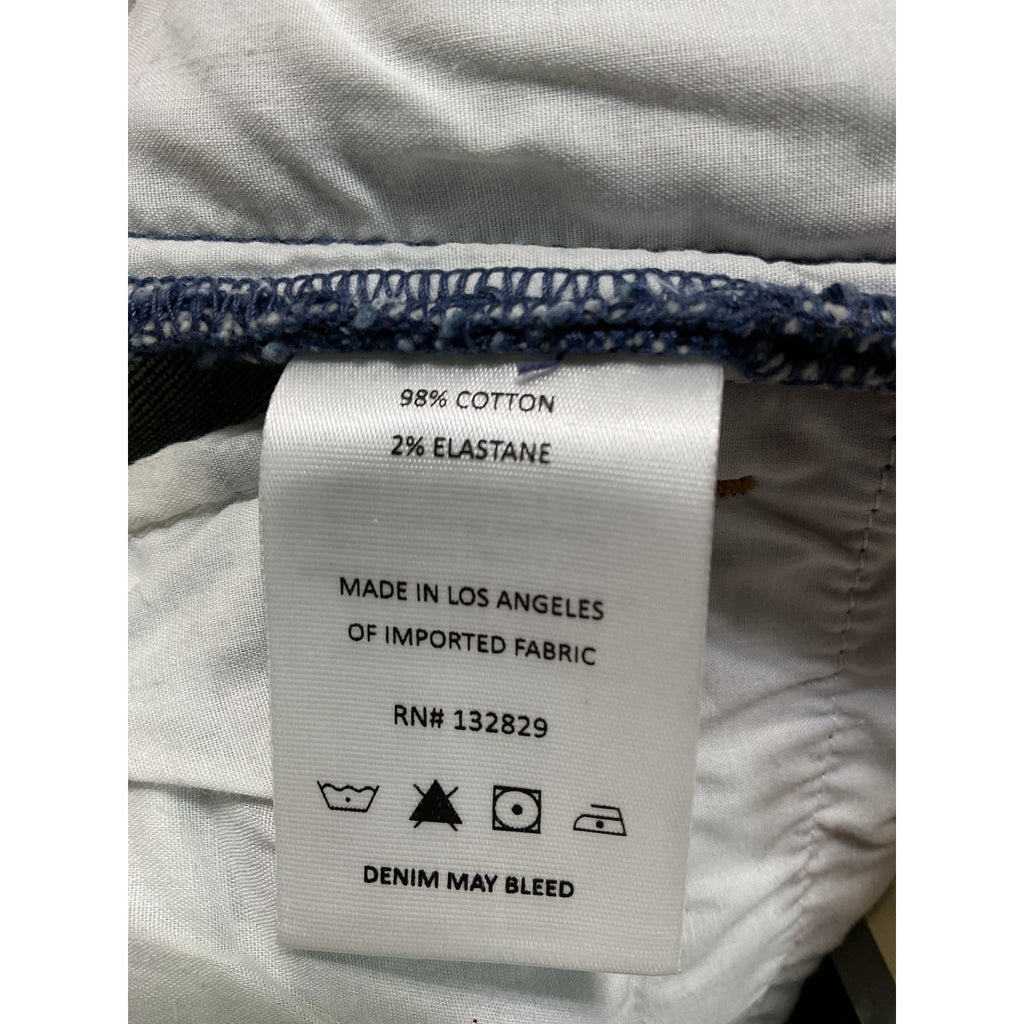 98% COTTON
2% ELASTANE
MADE IN LOS ANGELES
OF IMPORTED FABRIC
RN# 132829
DENIM MAY BLEED